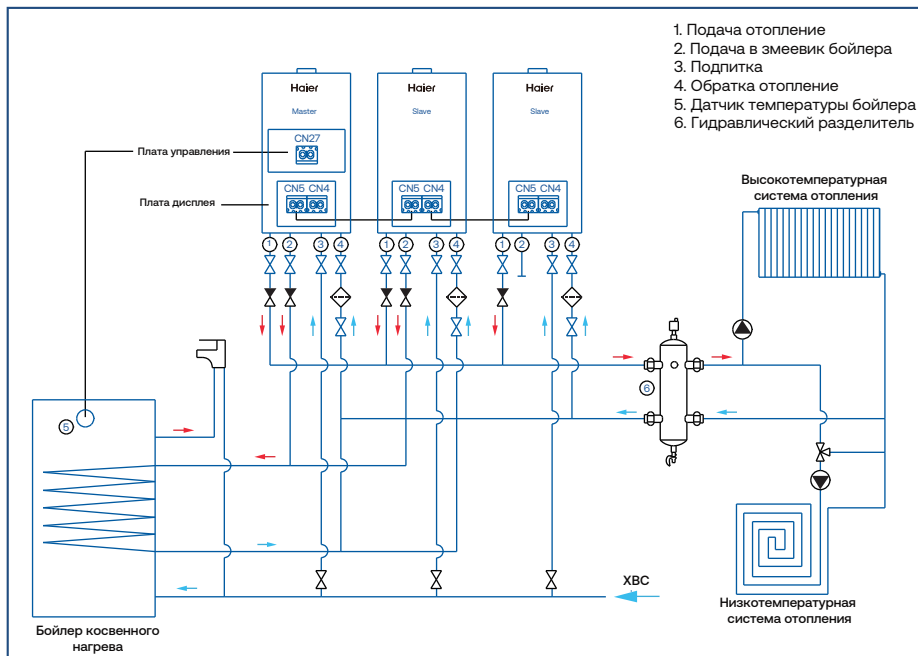 1. Подача отопление
2. Подача в змеевик бойлера
3. Подпитка
4. Обратка отопление
5. Датчик температуры бойлера
6. Гидравлический разделитель
Haier
Haier
Haier
Master
Slave
Slave
CN27
Плата управления
CN5 CN4
CN5 CN4
CN5 CN4
Плата дисплея
Высокотемпературная
система отопления
1 2 3 4
1 2 3 4
1 2 3 4
6
5
ХВС
Бойлер косвенного
нагрева
Низкотемпературная
система отопления